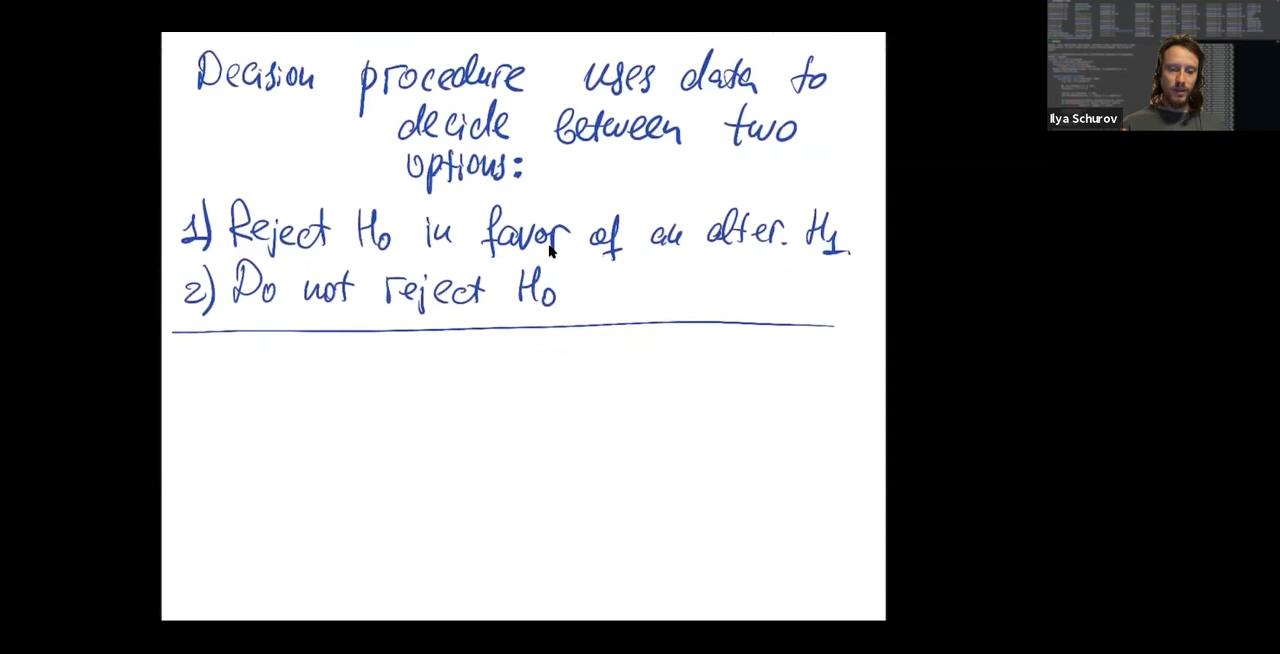 Decision procedure uses data to
decide between two
options:
1) Reject H₀ in favor of an alter. H₁.
2) Do not reject H₀
Ilya Schurov